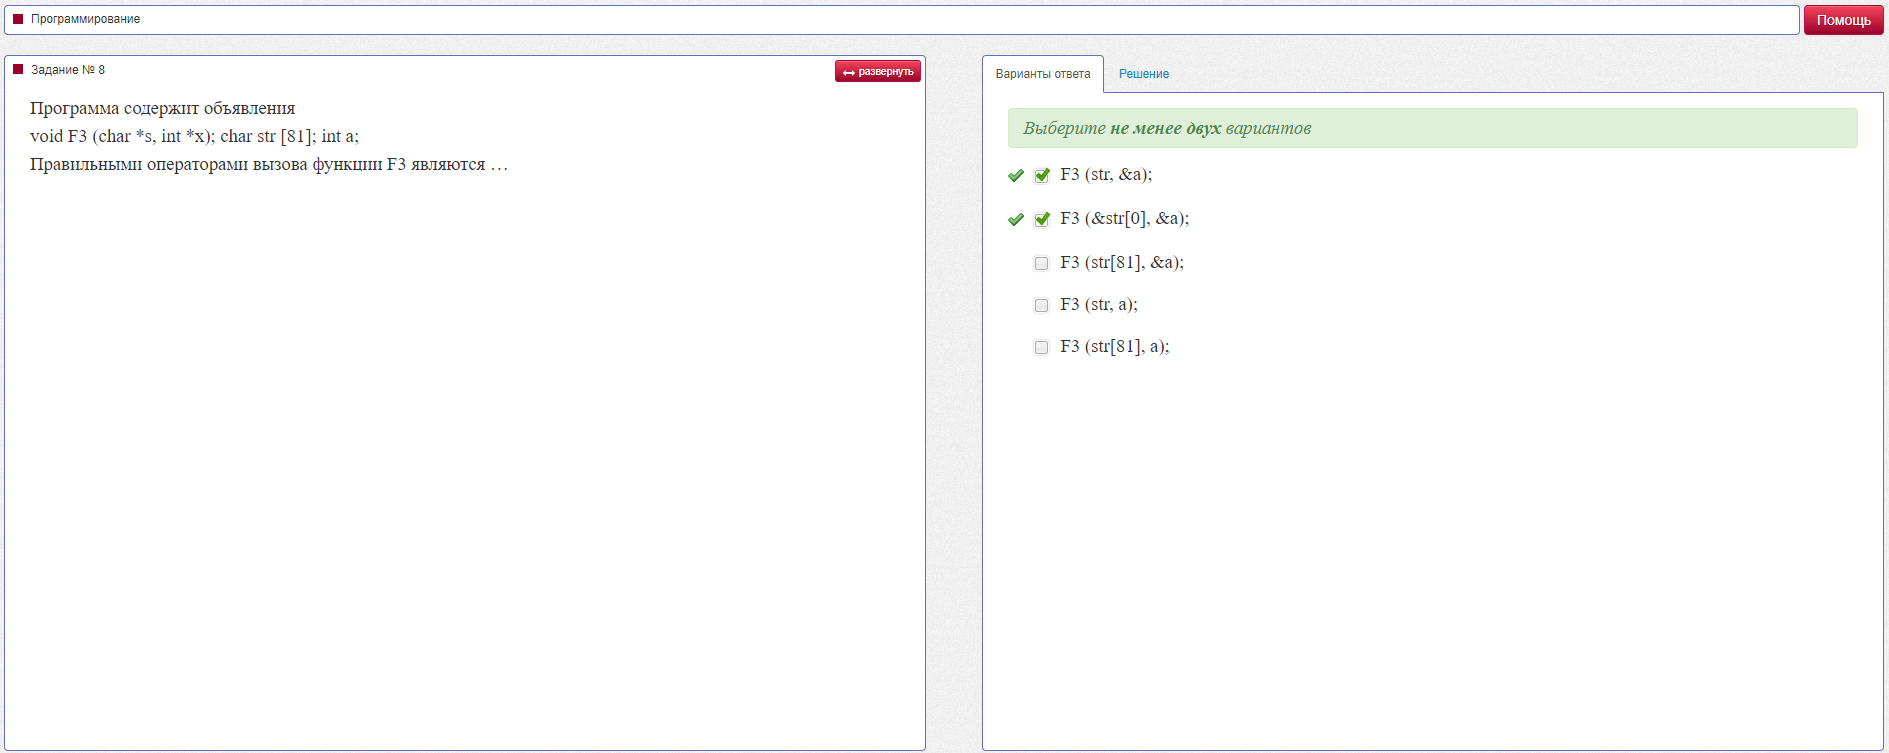 Программирование
Помощь
Задание № 8
развернуть
Программа содержит объявления
void F3 (char *s, int *x); char str [81]; int a;
Правильными операторами вызова функции F3 являются …
Варианты ответа
Решение
Выберите не менее двух вариантов
F3 (str, &a);
F3 (&str[0], &a);
F3 (str[81], &a);
F3 (str, a);
F3 (str[81], a);